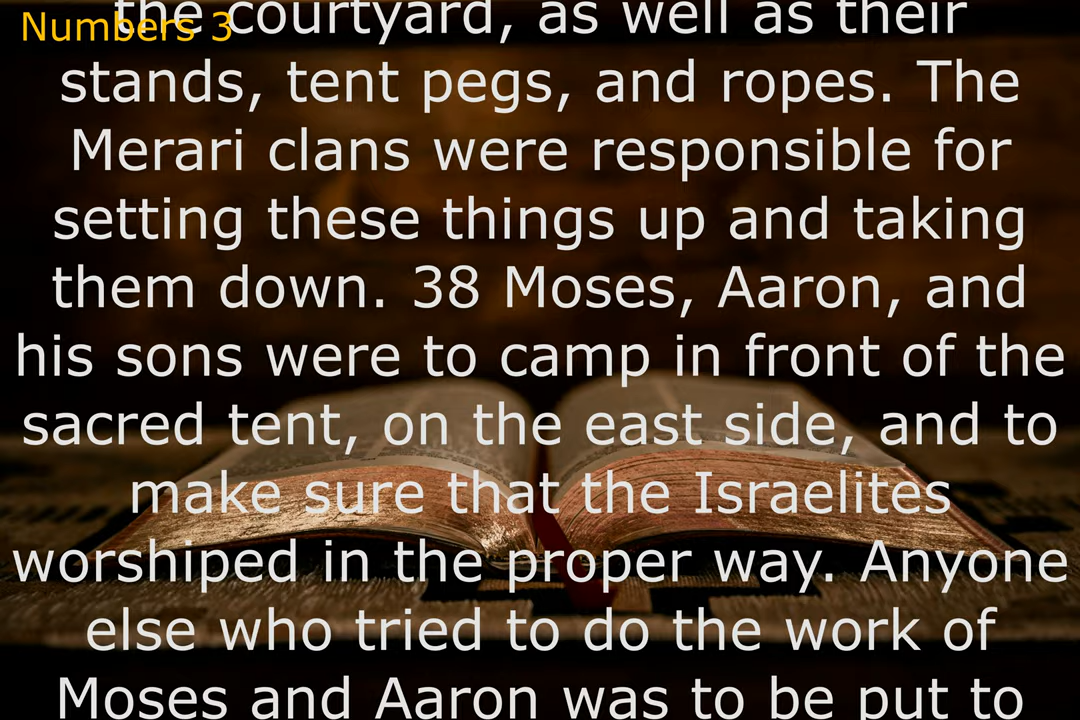 Numbers 3
the courtyard, as well as their
stands, tent pegs, and ropes. The
Merari clans were responsible for
setting these things up and taking
them down. 38 Moses, Aaron, and
his sons were to camp in front of the
sacred tent, on the east side, and to
make sure that the Israelites
worshiped in the proper way. Anyone
else who tried to do the work of
Moses and Aaron was to be put to